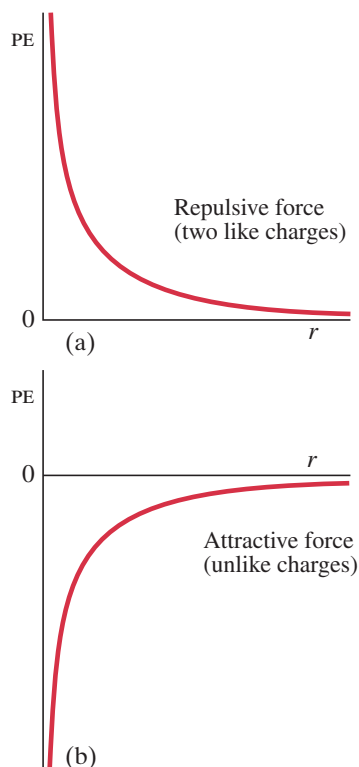 PE
Repulsive force
(two like charges)
0
r
(a)
PE
r
0
Attractive force
(unlike charges)
(b)